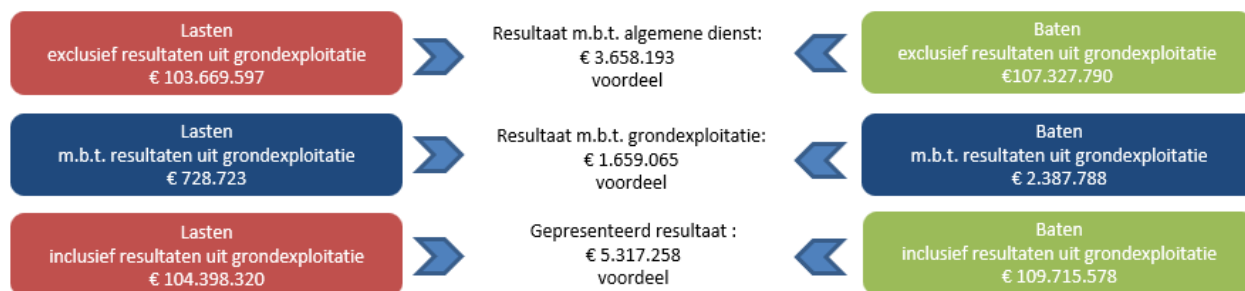 Lasten
exclusief resultaten uit grondexploitatie
€ 103.669.597
Resultaat m.b.t. algemene dienst:
€ 3.658.193
voordeel
Baten
exclusief resultaten uit grondexploitatie
€107.327.790
Lasten
m.b.t. resultaten uit grondexploitatie
€ 728.723
Resultaat m.b.t. grondexploitatie:
€ 1.659.065
voordeel
Baten
m.b.t. resultaten uit grondexploitatie
€ 2.387.788
Lasten
inclusief resultaten uit grondexploitatie
€ 104.398.320
Gepresenteerd resultaat :
€ 5.317.258
voordeel
Baten
inclusief resultaten uit grondexploitatie
€ 109.715.578